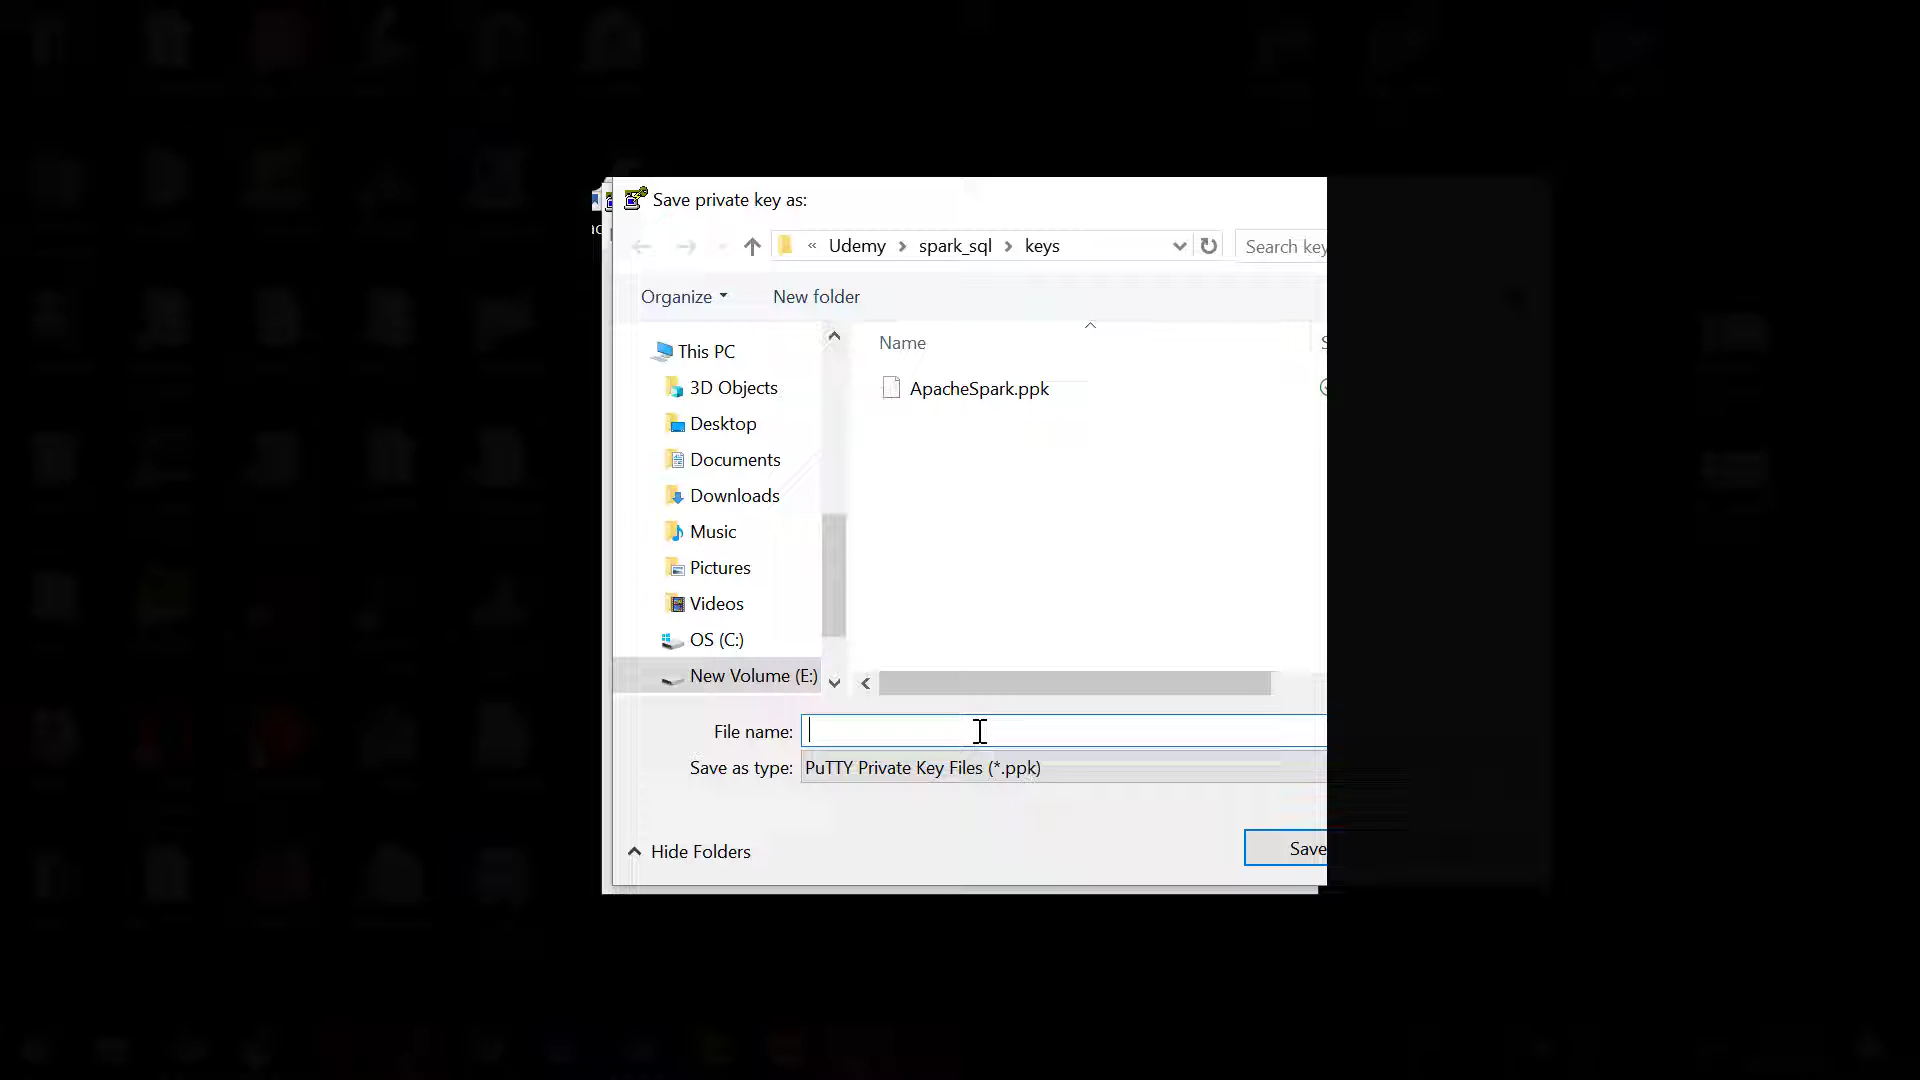 Save private key as:
« Udemy > spark_sql > keys
Search key
Organize
New folder
Name
This PC
3D Objects
Desktop
Documents
Downloads
Music
Pictures
Videos
OS (C:)
New Volume (E:)
ApacheSpark.ppk
File name:
Save as type: PuTTY Private Key Files (*.ppk)
Hide Folders
Save